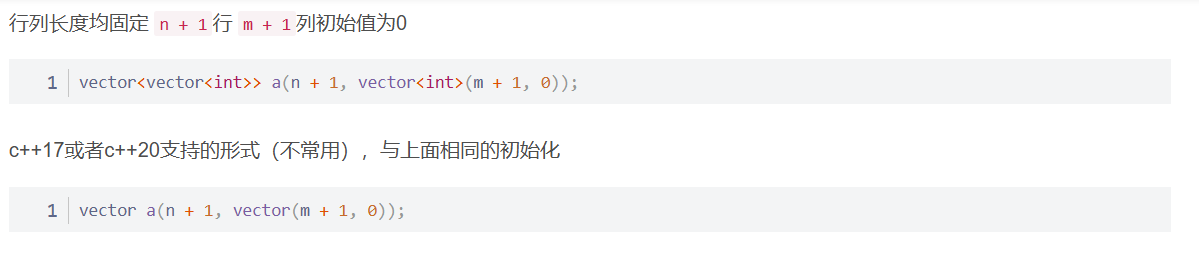 行列长度均固定 n + 1行 m + 1列初始值为0
1 vector<vector<int>> a(n + 1, vector<int>(m + 1, 0));
c++17或者c++20支持的形式（不常用），与上面相同的初始化
1 vector a(n + 1, vector(m + 1, 0));